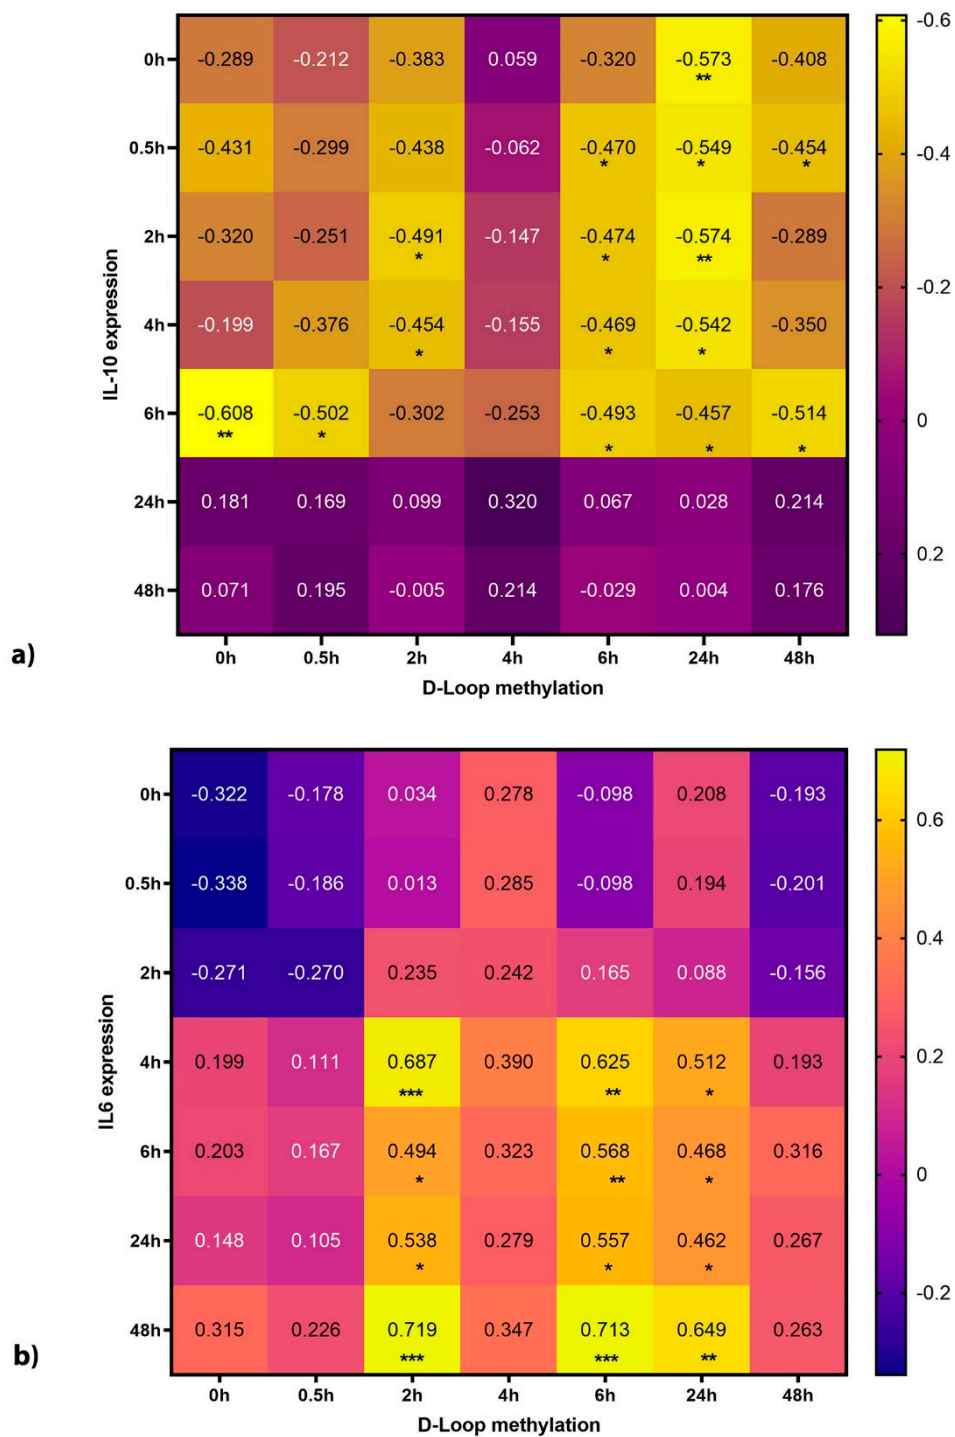 0h -0.289 -0.212 -0.383 0.059 -0.320 -0.573 -0.408
**
0.5h -0.431 -0.299 -0.438 -0.062 -0.470 -0.549 -0.454
* * *
2h -0.320 -0.251 -0.491 -0.147 -0.474 -0.574 -0.289
* * **
4h -0.199 -0.376 -0.454 -0.155 -0.469 -0.542 -0.350
* * *
6h -0.608 -0.502 -0.302 -0.253 -0.493 -0.457 -0.514
** * * * *
24h 0.181 0.169 0.099 0.320 0.067 0.028 0.214
48h 0.071 0.195 -0.005 0.214 -0.029 0.004 0.176
0h 0.5h 2h 4h 6h 24h 48h
D-Loop methylation
IL-10 expression
-0.6
-0.4
-0.2
0
0.2
a)
0h -0.322 -0.178 0.034 0.278 -0.098 0.208 -0.193
0.5h -0.338 -0.186 0.013 0.285 -0.098 0.194 -0.201
2h -0.271 -0.270 0.235 0.242 0.165 0.088 -0.156
4h 0.199 0.111 0.687 0.390 0.625 0.512 0.193
*** ** *
6h 0.203 0.167 0.494 0.323 0.568 0.468 0.316
* ** *
24h 0.148 0.105 0.538 0.279 0.557 0.462 0.267
* * *
48h 0.315 0.226 0.719 0.347 0.713 0.649 0.263
*** *** **
0h 0.5h 2h 4h 6h 24h 48h
D-Loop methylation
IL6 expression
0.6
0.4
0.2
0
-0.2
b)